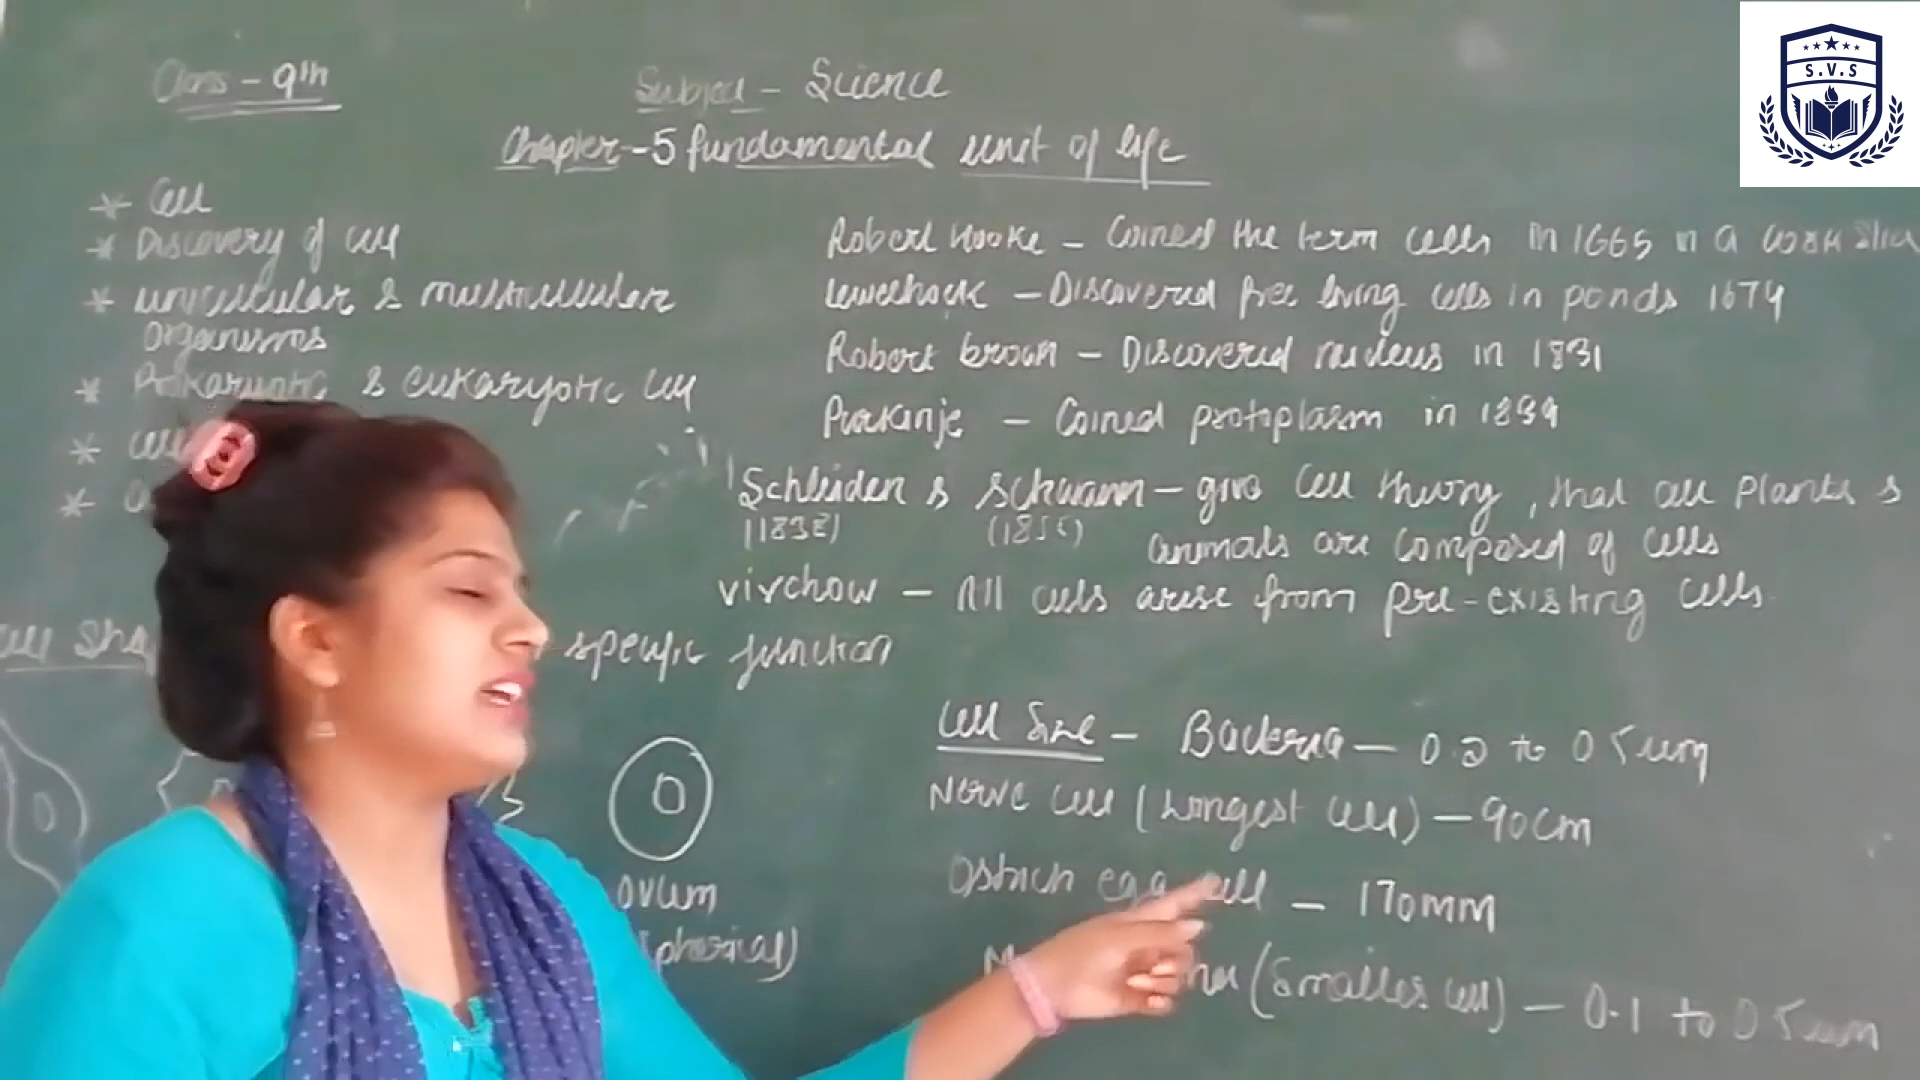 Class - 9th
Subject - Science
Chapter - 5 fundamental unit of life
* Cell
* Discovery of cell
* unicellular & multicellular
organisms
* Prokaryotic & eukaryotic cell
*
*
Robert Hooke - Coined the term cells in 1665 in a cork slice
Leuwehock - Discovered free living cells in ponds 1674
Robert brown - Discovered nucleus in 1831
Purkinje - Coined protoplasm in 1839
Schleiden & Schwann - give cell theory, that all plants &
(1838)
animals are composed of cells
virchow - All cells arise from pre-existing cells
cell Sha
specific function
Cell Size - Bacteria - 0.2 to 0.5 um
Nerve cell (Longest cell) - 90cm
Ostrich egg cell - 170mm
(Smallest cell) - 0.1 to 0.5um
ovum
spherical)
S.V.S